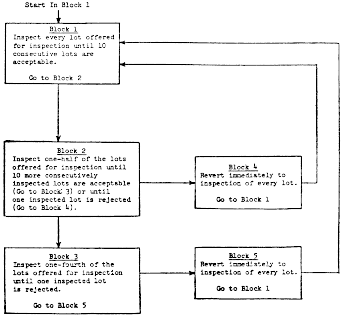 Start In Block 1
Block 1
Inspect every lot offered
for inspection until 10
consecutive lots are
acceptable.
Go to Block 2
Block 2
Inspect one-half of the lots
offered for inspection until
10 more consecutively
inspected lots are acceptable
(Go to Block 3) or until
one inspected lot is rejected
(Go to Block 4).
Block 4
Revert immediately to
inspection of every lot.
Go to Block 1
Block 3
Inspect one-fourth of the
lots offered for inspection
until one inspected lot
is rejected.
Go to Block 5
Block 5
Revert immediately to
inspection of every lot.
Go to Block 1